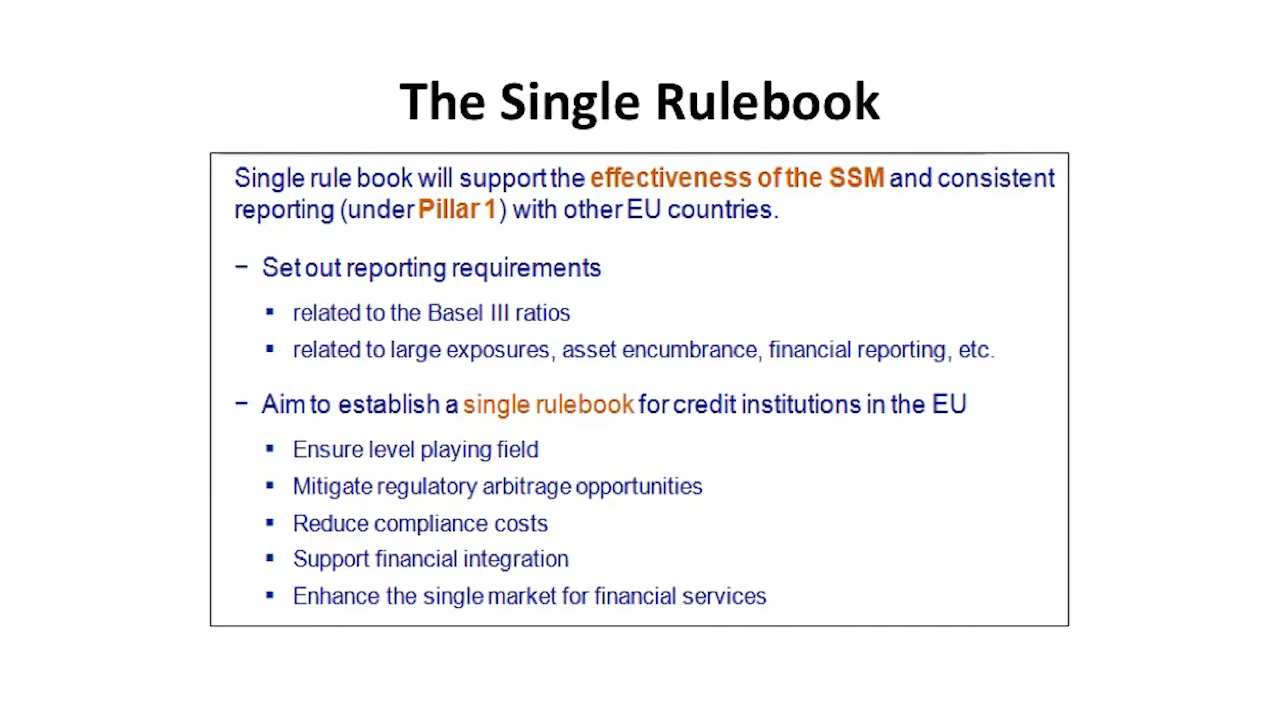 The Single Rulebook
Single rule book will support the effectiveness of the SSM and consistent
reporting (under Pillar 1) with other EU countries.
− Set out reporting requirements
▪ related to the Basel III ratios
▪ related to large exposures, asset encumbrance, financial reporting, etc.
− Aim to establish a single rulebook for credit institutions in the EU
▪ Ensure level playing field
▪ Mitigate regulatory arbitrage opportunities
▪ Reduce compliance costs
▪ Support financial integration
▪ Enhance the single market for financial services